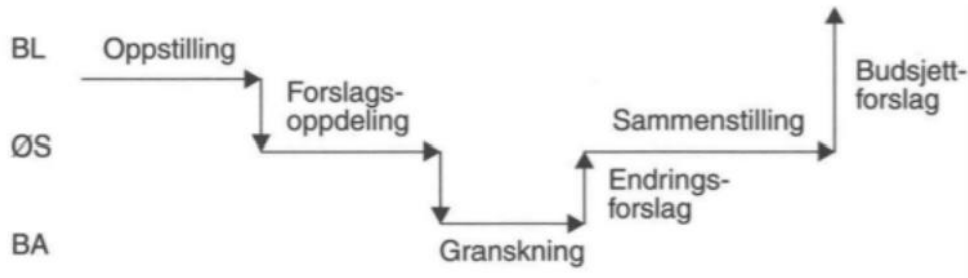 BL
Oppstilling
Budsjett-
forslag
Forslags-
oppdeling
Sammenstilling
ØS
Endrings-
forslag
BA
Granskning